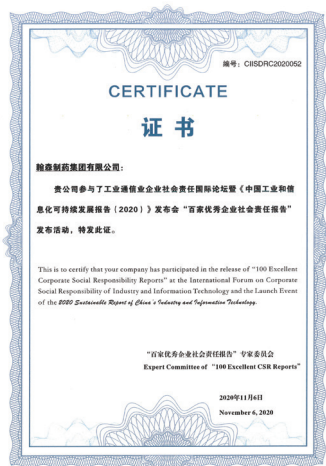 编号：CIISDRC2020052
CERTIFICATE
证书
翰森制药集团有限公司：
贵公司参与了工业通信业企业社会责任国际论坛暨《中国工业和信
息化可持续发展报告（2020）》发布会“百家优秀企业社会责任报告”
发布活动，特发此证。
This is to certify that your company has participated in the release of "100 Excellent
Corporate Social Responsibility Reports" at the International Forum on Corporate
Social Responsibility of Industry and Information Technology and the Launch Event
of the 2020 Sustainable Report of China's Industry and Information Technology.
“百家优秀企业社会责任报告”专家委员会
Expert Committee of “100 Excellent CSR Reports”
2020年11月6日
November 6, 2020